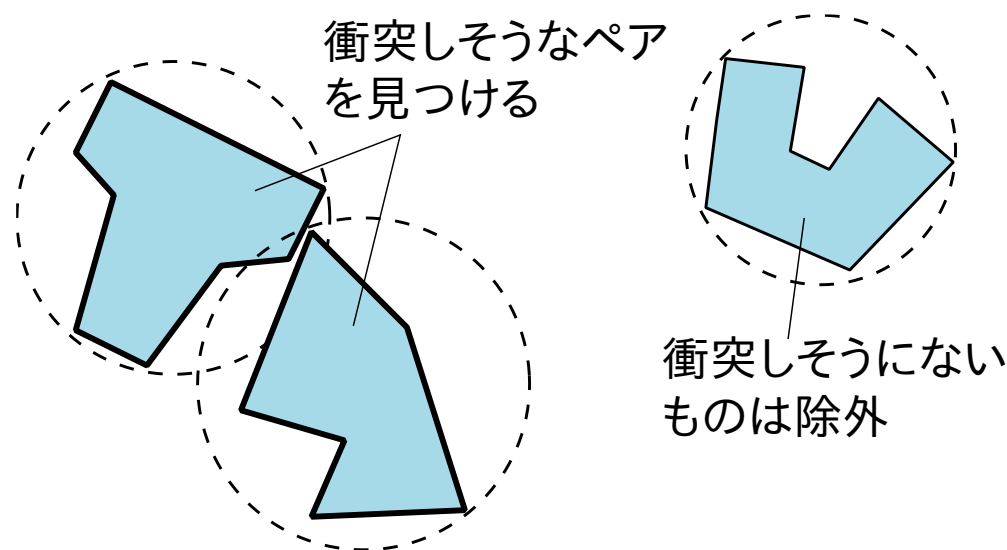 衝突しそうなペア
を見つける
衝突しそうにない
ものは除外